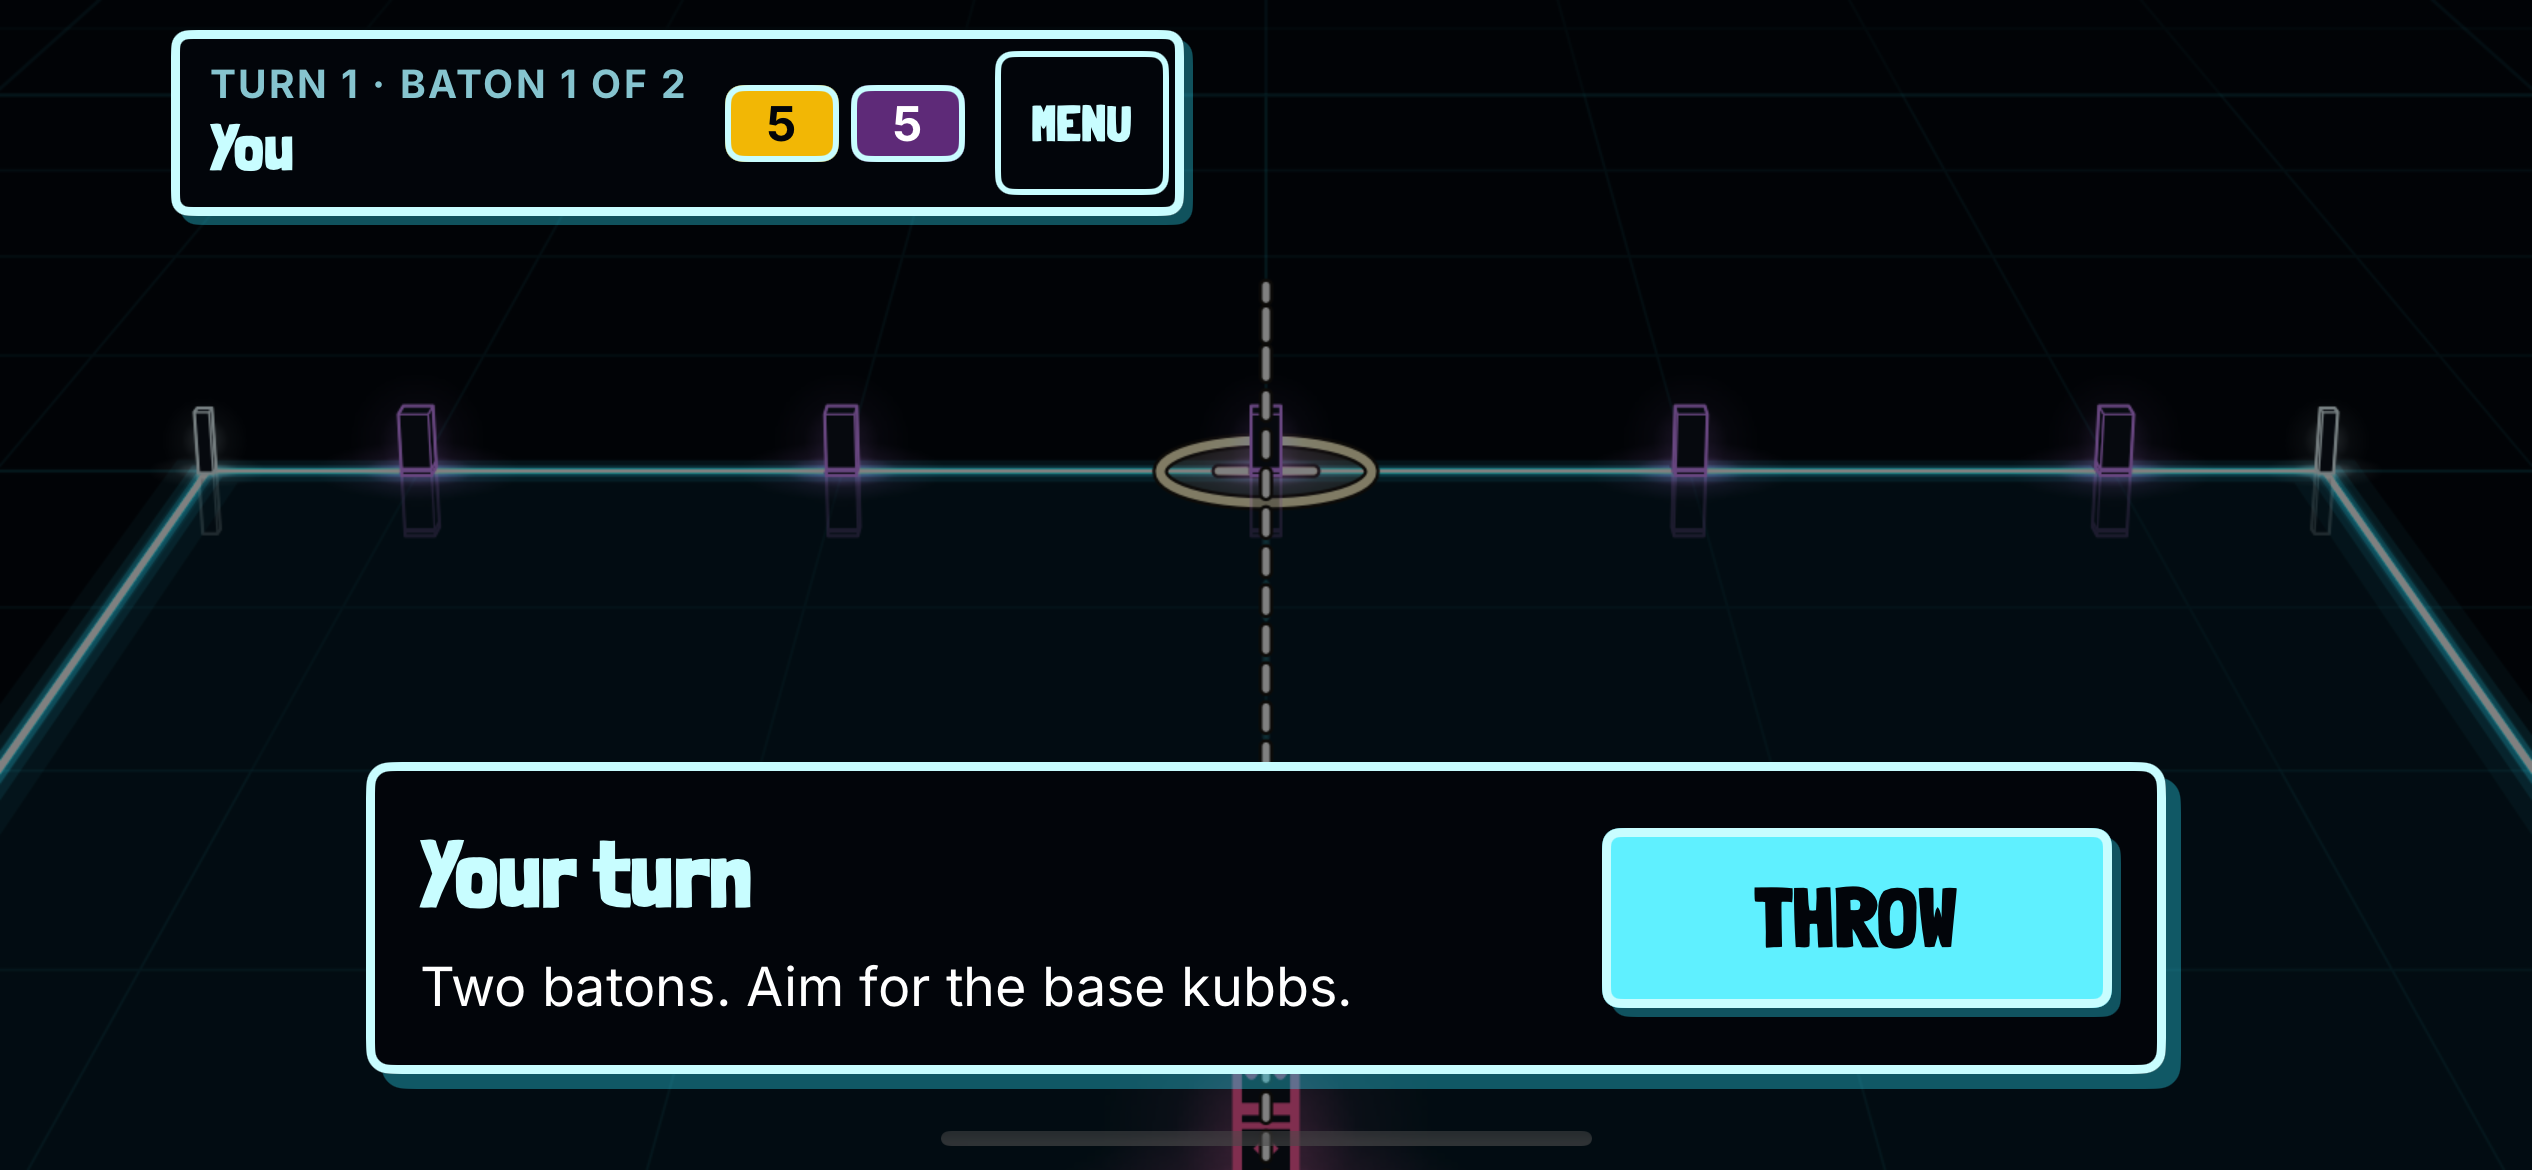 TURN 1 · BATON 1 OF 2
You
5 5
MENU
Your turn
Two batons. Aim for the base kubbs.
THROW